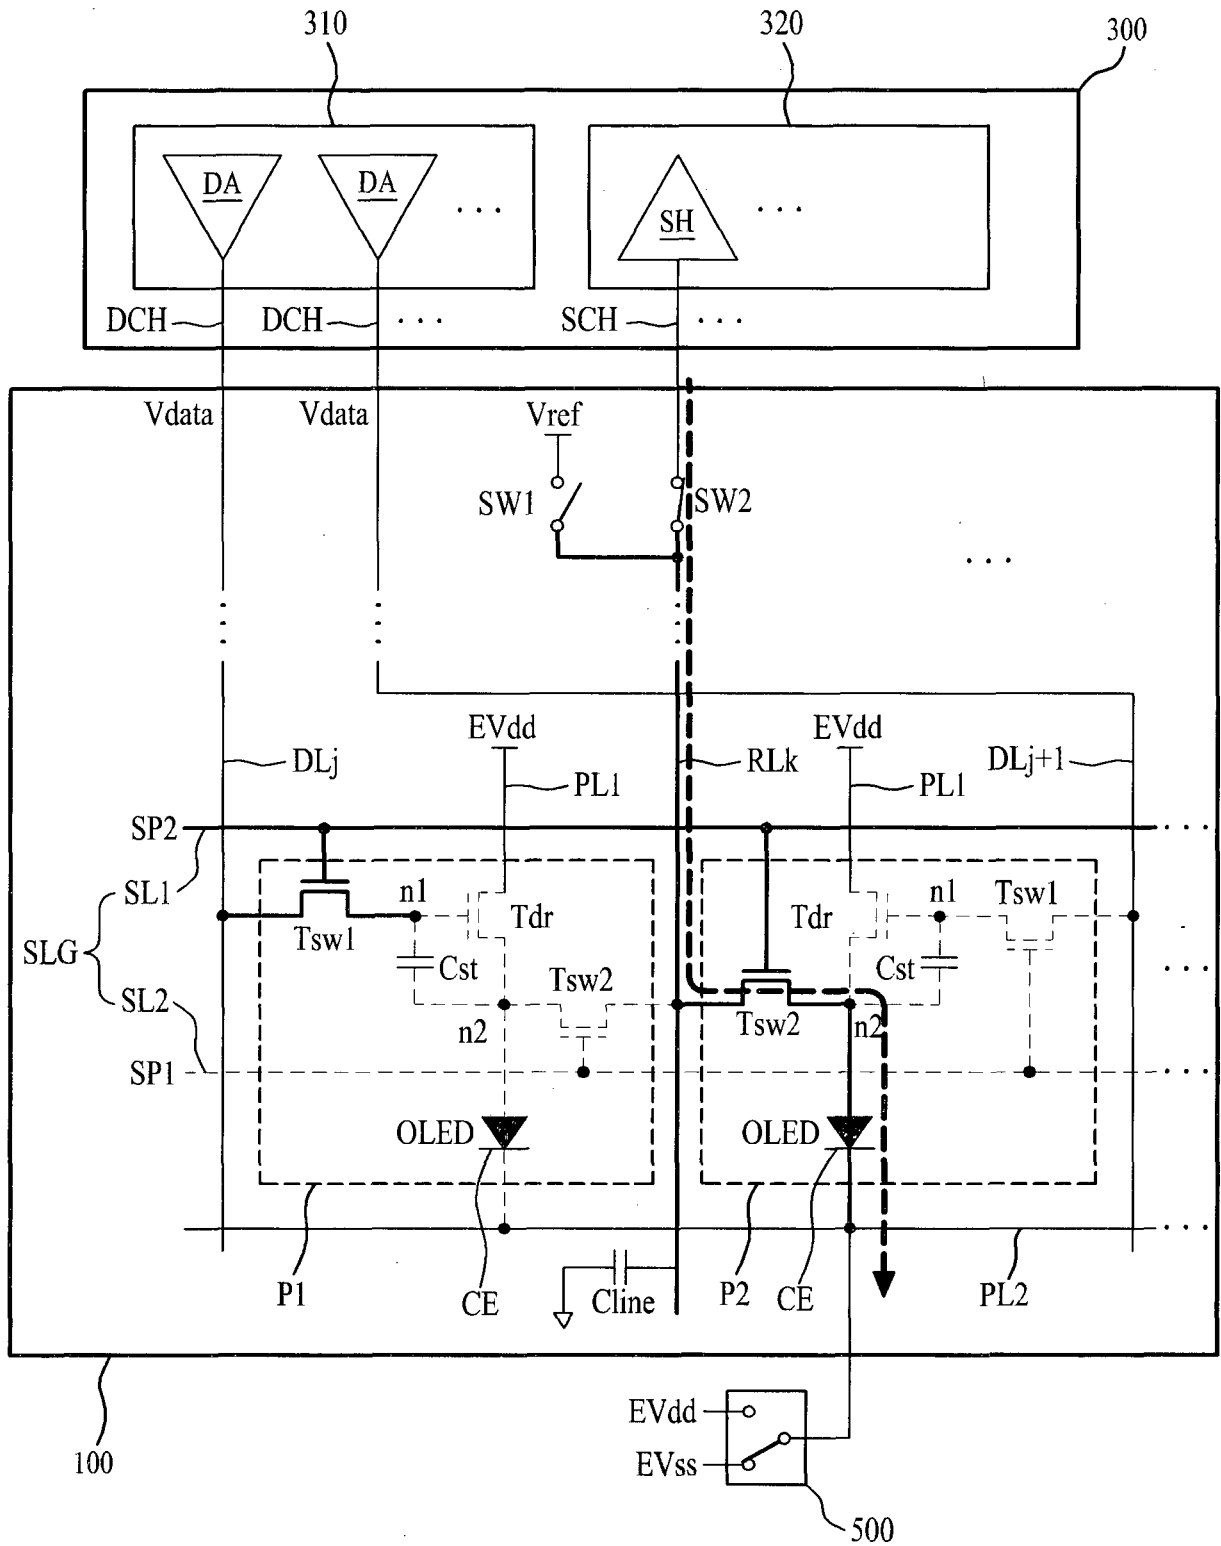 310
320
300
DA
DA
. . .
SH
. . .
DCH
DCH
. . .
SCH
. . .
Vdata
Vdata
Vref
SW1
SW2
. . .
EVdd
EVdd
DLj
PL1
RLk
PL1
DLj+1
SP2
. . . .
SL1
n1
Tdr
Tdr
n1
Tsw1
Tsw1
SLG
Cst
Tsw2
Cst
. . .
SL2
n2
Tsw2
n2
SP1
. . . .
OLED
OLED
. . . .
P1
CE
Cline
P2
CE
PL2
100
EVdd
EVss
500